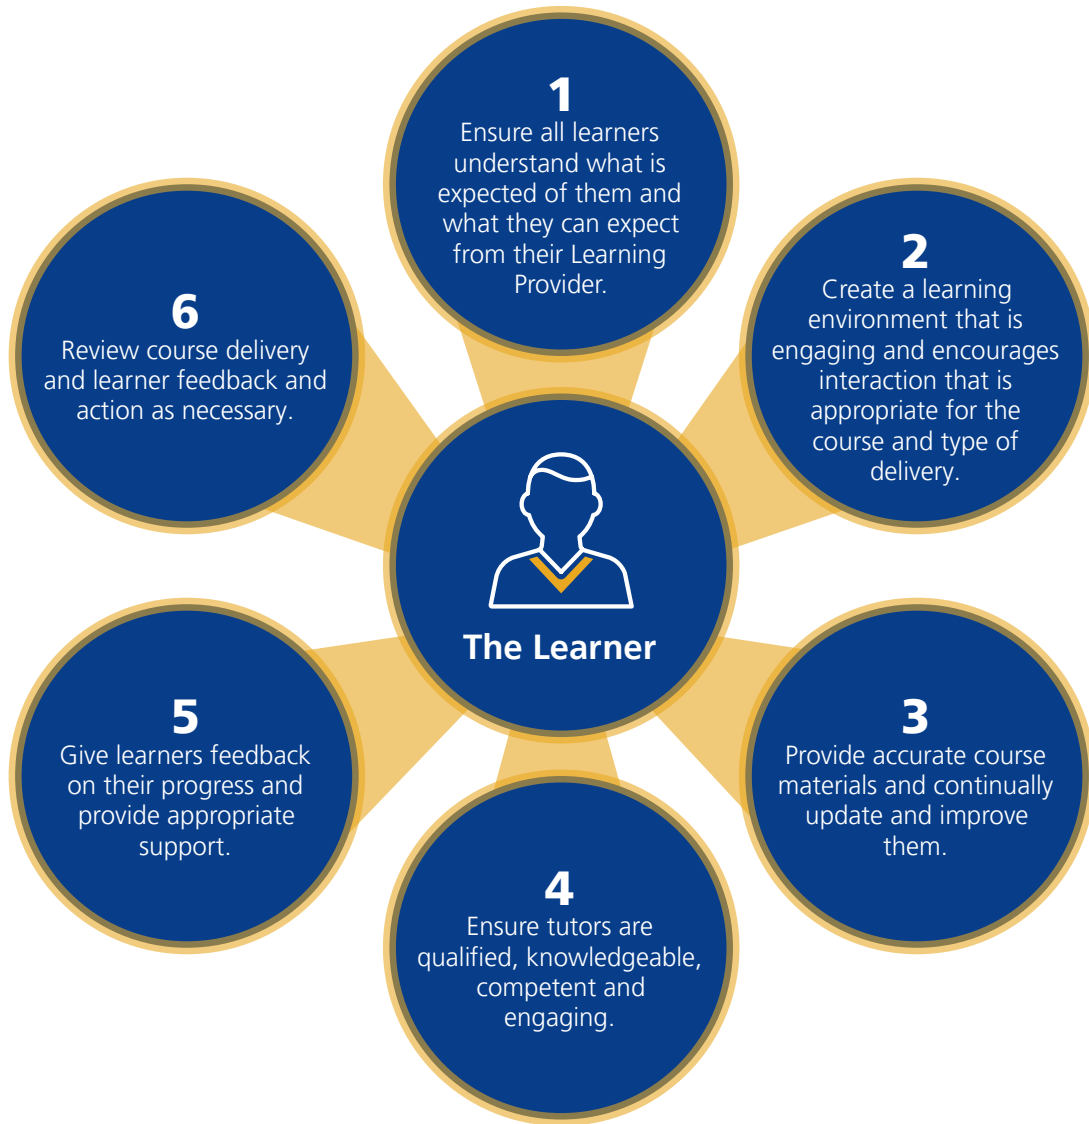 1
Ensure all learners
understand what is
expected of them and
what they can expect
from their Learning
Provider.
2
Create a learning
environment that is
engaging and encourages
interaction that is
appropriate for the
course and type of
delivery.
3
Provide accurate course
materials and continually
update and improve
them.
4
Ensure tutors are
qualified, knowledgeable,
competent and
engaging.
5
Give learners feedback
on their progress and
provide appropriate
support.
6
Review course delivery
and learner feedback and
action as necessary.
The Learner